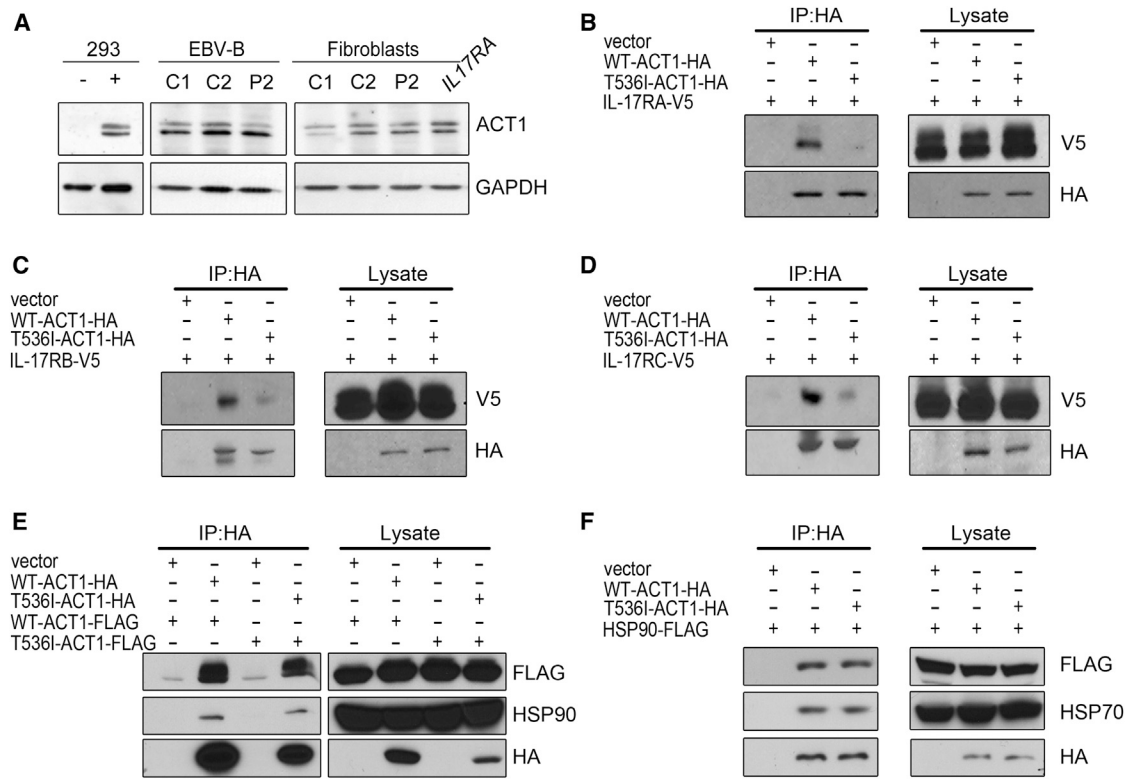 A
293 EBV-B Fibroblasts
- + C1 C2 P2 C1 C2 P2 IL17RA
ACT1
GAPDH
B
IP:HA Lysate
vector + – – + – –
WT-ACT1-HA – + – – + –
T536I-ACT1-HA – – + – – +
IL-17RA-V5 + + + + + +
V5
HA
C
IP:HA Lysate
vector + – – + – –
WT-ACT1-HA – + – – + –
T536I-ACT1-HA – – + – – +
IL-17RB-V5 + + + + + +
V5
HA
D
IP:HA Lysate
vector + – – + – –
WT-ACT1-HA – + – – + –
T536I-ACT1-HA – – + – – +
IL-17RC-V5 + + + + + +
V5
HA
E
IP:HA Lysate
vector + – + – + – + –
WT-ACT1-HA – + – – – + – –
T536I-ACT1-HA – – – + – – – +
WT-ACT1-FLAG + + – – + + – –
T536I-ACT1-FLAG – – + + – – + +
FLAG
HSP90
HA
F
IP:HA Lysate
vector + – – + – –
WT-ACT1-HA – + – – + –
T536I-ACT1-HA – – + – – +
HSP90-FLAG + + + + + +
FLAG
HSP70
HA